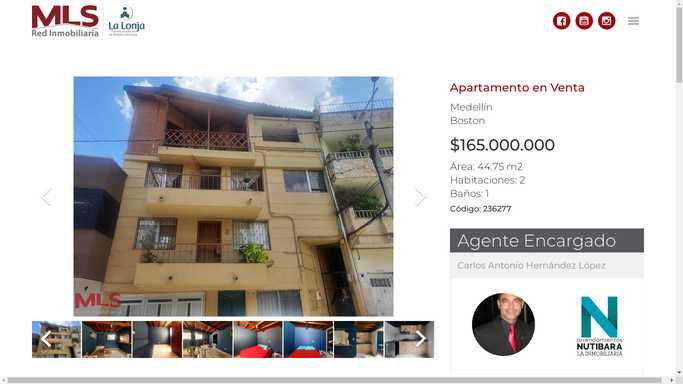 MLS
Red Inmobiliaria
La Lonja
Apartamento en Venta
Medellín
Boston
$165.000.000
Área: 44.75 m2
Habitaciones: 2
Baños: 1
Código: 236277
Agente Encargado
Carlos Antonio Hernández López
MLS
N
arrendamientos
NUTIBARA
LA INMOBILIARIA